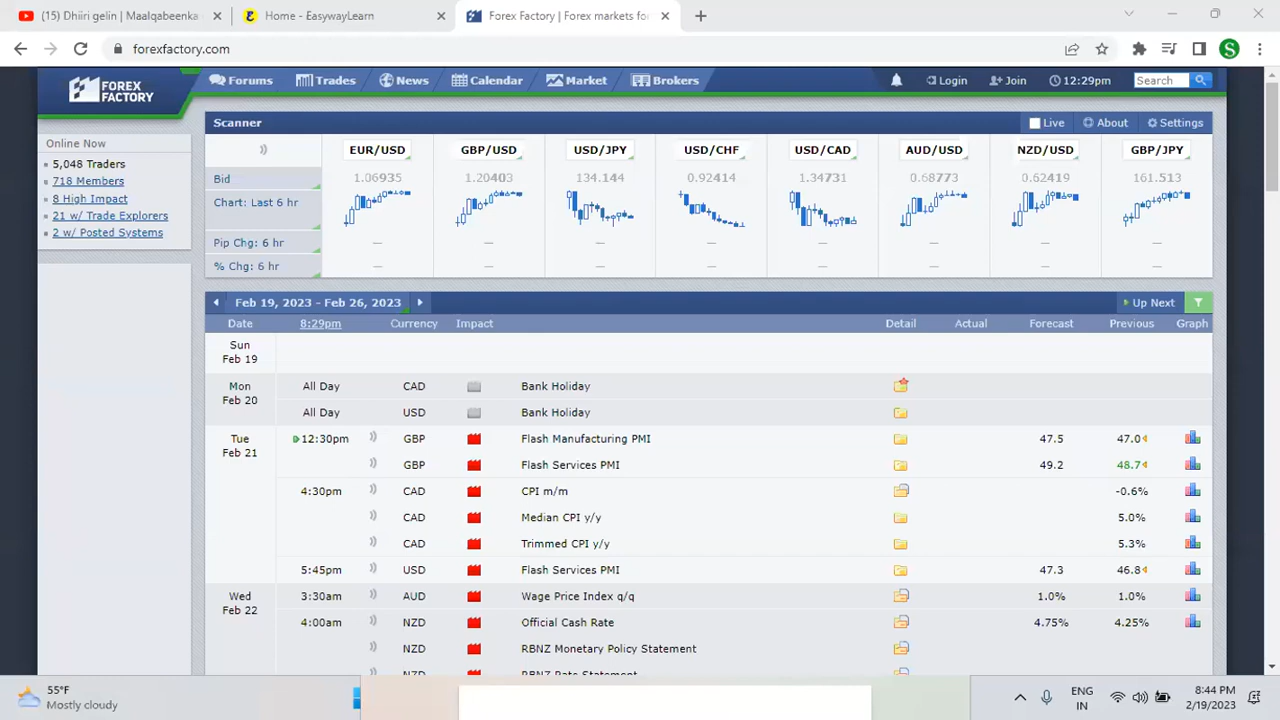 (15) Dhiiri gelin | Maalqabeenka
Home - EasywayLearn
Forex Factory | Forex markets for
forexfactory.com
S
FOREX
FACTORY
Forums
Trades
News
Calendar
Market
Brokers
Login
Join
12:29pm
Search
Online Now
5,048 Traders
718 Members
8 High Impact
21 w/ Trade Explorers
2 w/ Posted Systems
Scanner
Live
About
Settings
EUR/USD GBP/USD USD/JPY USD/CHF USD/CAD AUD/USD NZD/USD GBP/JPY
Bid 1.06935 1.20403 134.144 0.92414 1.34731 0.68773 0.62419 161.513
Chart: Last 6 hr
Pip Chg: 6 hr — — — — — — — —
% Chg: 6 hr — — — — — — — —
Feb 19, 2023 - Feb 26, 2023
Up Next
Date 8:29pm Currency Impact Detail Actual Forecast Previous Graph
Sun
Feb 19
Mon
Feb 20
All Day CAD Bank Holiday
All Day USD Bank Holiday
Tue
Feb 21
12:30pm GBP Flash Manufacturing PMI 47.5 47.0
GBP Flash Services PMI 49.2 48.7
4:30pm CAD CPI m/m -0.6%
CAD Median CPI y/y 5.0%
CAD Trimmed CPI y/y 5.3%
5:45pm USD Flash Services PMI 47.3 46.8
Wed
Feb 22
3:30am AUD Wage Price Index q/q 1.0% 1.0%
4:00am NZD Official Cash Rate 4.75% 4.25%
NZD RBNZ Monetary Policy Statement
NZD RBNZ Rate Statement
55°F
Mostly cloudy
ENG
IN
8:44 PM
2/19/2023